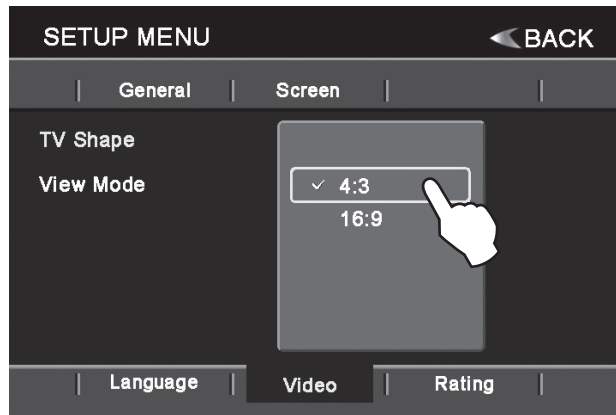 SETUP MENU BACK
General Screen
TV Shape
View Mode
4:3
16:9
Language Video Rating